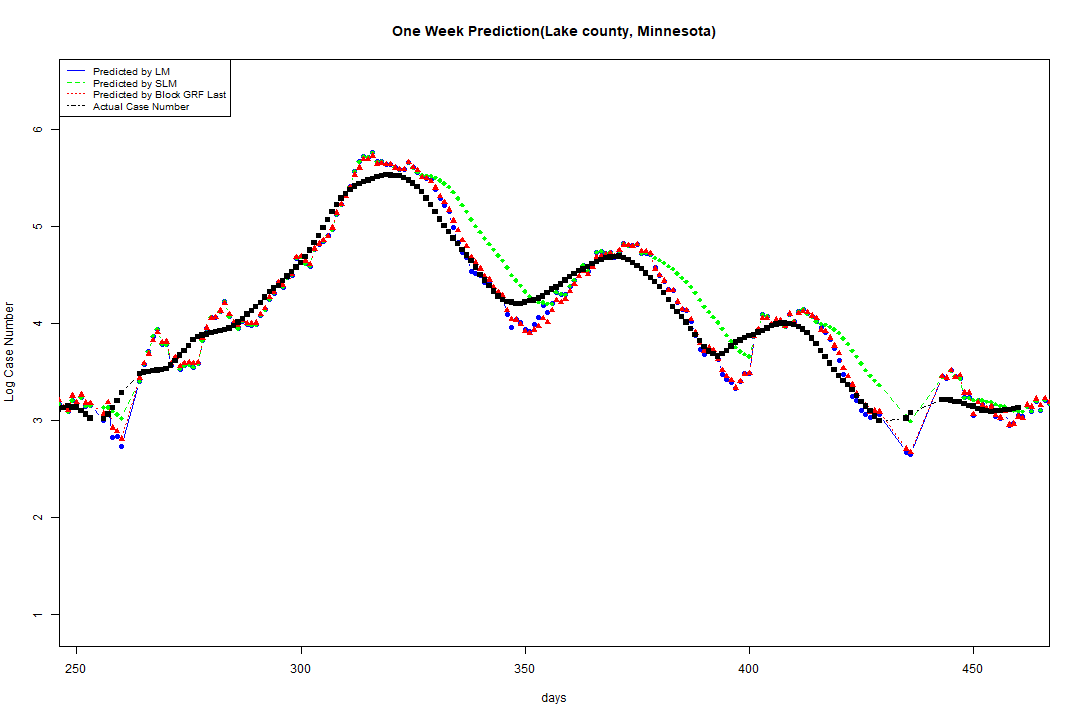 One Week Prediction(Lake county, Minnesota)
Predicted by LM
Predicted by SLM
Predicted by Block GRF Last
Actual Case Number
6
5
4
3
2
1
Log Case Number
250 300 350 400 450
days